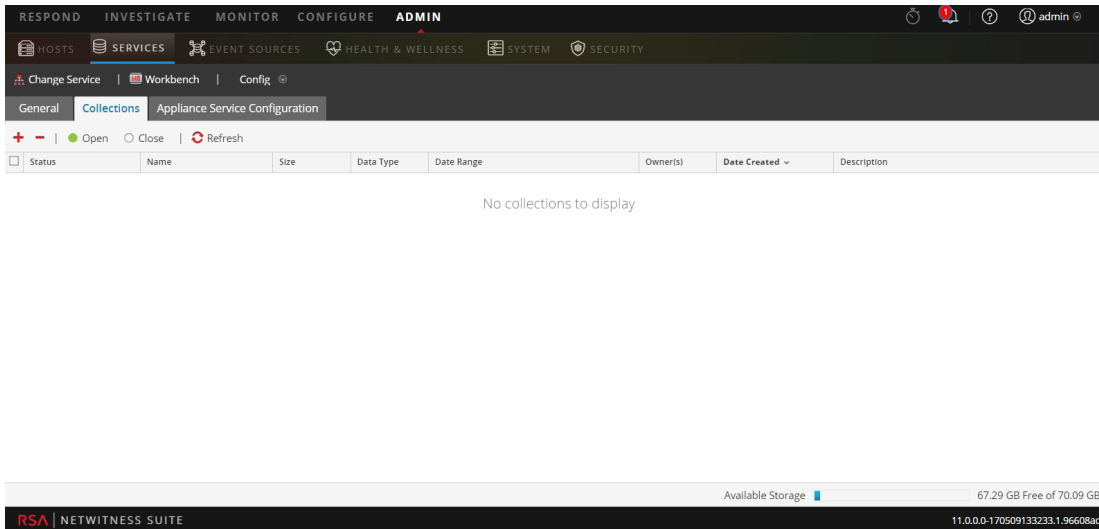 RESPOND INVESTIGATE MONITOR CONFIGURE ADMIN 1 ? admin
HOSTS SERVICES EVENT SOURCES HEALTH & WELLNESS SYSTEM SECURITY
Change Service | Workbench | Config
General Collections Appliance Service Configuration
+ - | Open Close | Refresh
Status Name Size Data Type Date Range Owner(s) Date Created Description
No collections to display
Available Storage 67.29 GB Free of 70.09 GB
RSA | NETWITNESS SUITE 11.0.0.0-170509133233.1.96608ac